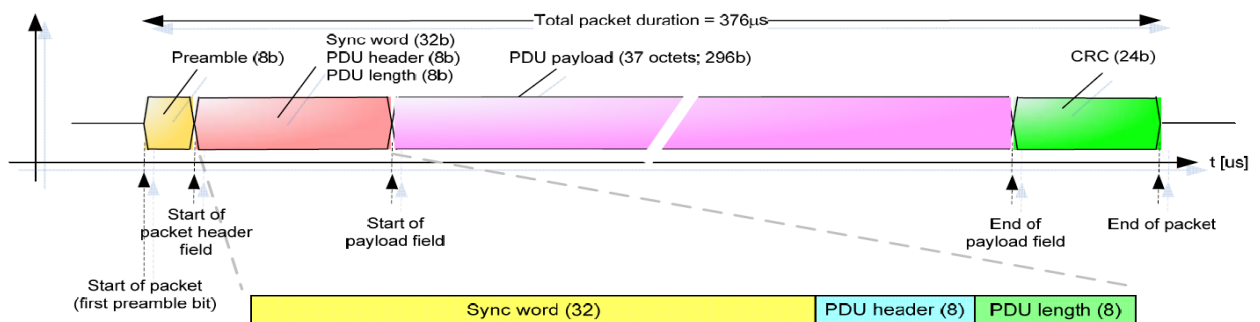 Total packet duration = 376μs
Preamble (8b)
Sync word (32b)
PDU header (8b)
PDU length (8b)
PDU payload (37 octets; 296b)
CRC (24b)
t [us]
Start of
packet header
field
Start of
payload field
End of
payload field
End of packet
Start of packet
(first preamble bit)
Sync word (32)
PDU header (8)
PDU length (8)